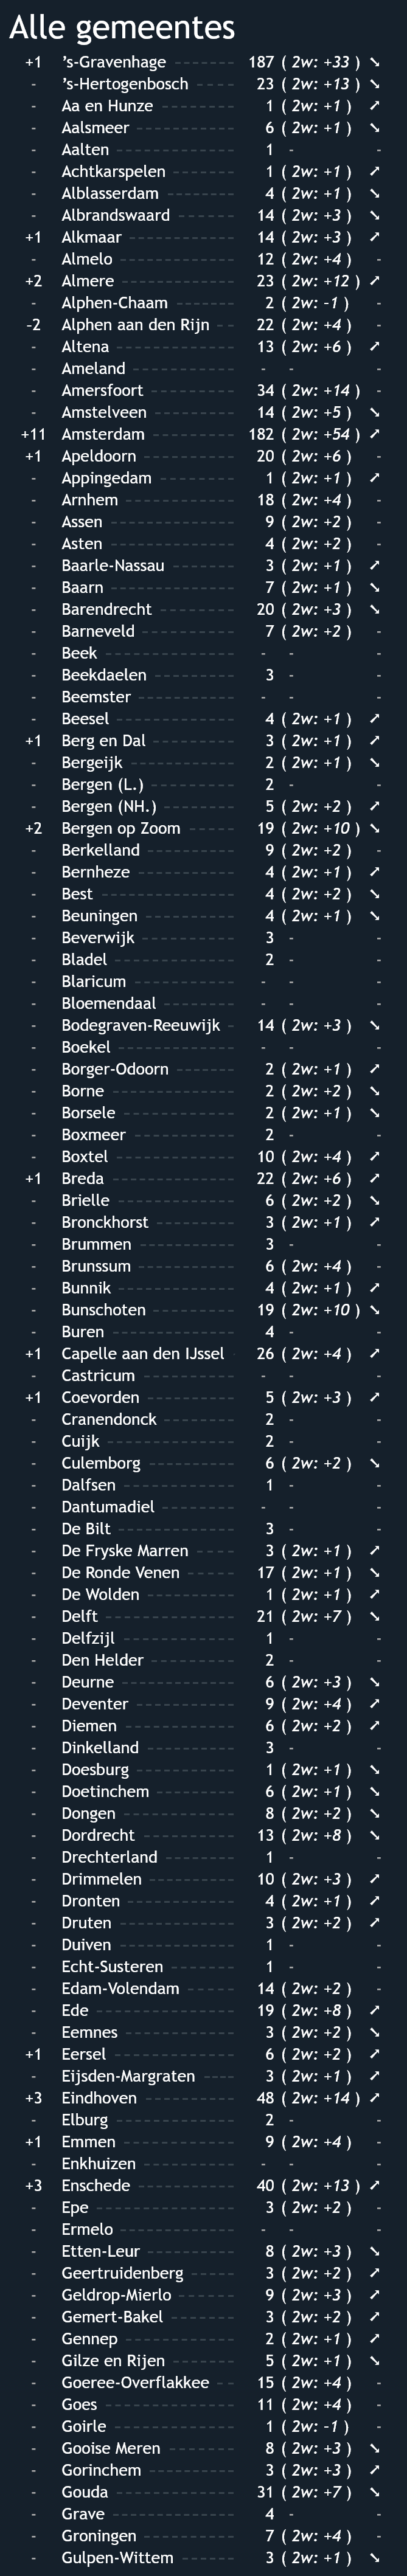 Alle gemeentes
+1 's-Gravenhage 187 ( 2w: +33 ) ➘
- 's-Hertogenbosch 23 ( 2w: +13 ) ➘
- Aa en Hunze 1 ( 2w: +1 ) ➚
- Aalsmeer 6 ( 2w: +1 ) ➘
- Aalten 1 - -
- Achtkarspelen 1 ( 2w: +1 ) ➚
- Alblasserdam 4 ( 2w: +1 ) ➘
- Albrandswaard 14 ( 2w: +3 ) ➘
+1 Alkmaar 14 ( 2w: +3 ) ➚
- Almelo 12 ( 2w: +4 ) -
+2 Almere 23 ( 2w: +12 ) ➚
- Alphen-Chaam 2 ( 2w: -1 ) -
-2 Alphen aan den Rijn 22 ( 2w: +4 ) -
- Altena 13 ( 2w: +6 ) ➚
- Ameland - - -
- Amersfoort 34 ( 2w: +14 ) -
- Amstelveen 14 ( 2w: +5 ) ➘
+11 Amsterdam 182 ( 2w: +54 ) ➚
+1 Apeldoorn 20 ( 2w: +6 ) -
- Appingedam 1 ( 2w: +1 ) ➚
- Arnhem 18 ( 2w: +4 ) -
- Assen 9 ( 2w: +2 ) -
- Asten 4 ( 2w: +2 ) -
- Baarle-Nassau 3 ( 2w: +1 ) ➚
- Baarn 7 ( 2w: +1 ) ➘
- Barendrecht 20 ( 2w: +3 ) ➘
- Barneveld 7 ( 2w: +2 ) -
- Beek - - -
- Beekdaelen 3 - -
- Beemster - - -
- Beesel 4 ( 2w: +1 ) ➚
+1 Berg en Dal 3 ( 2w: +1 ) ➚
- Bergeijk 2 ( 2w: +1 ) ➘
- Bergen (L.) 2 - -
- Bergen (NH.) 5 ( 2w: +2 ) ➚
+2 Bergen op Zoom 19 ( 2w: +10 ) ➘
- Berkelland 9 ( 2w: +2 ) -
- Bernheze 4 ( 2w: +1 ) ➚
- Best 4 ( 2w: +2 ) ➘
- Beuningen 4 ( 2w: +1 ) ➘
- Beverwijk 3 - -
- Bladel 2 - -
- Blaricum - - -
- Bloemendaal - - -
- Bodegraven-Reeuwijk 14 ( 2w: +3 ) ➘
- Boekel - - -
- Borger-Odoorn 2 ( 2w: +1 ) ➚
- Borne 2 ( 2w: +2 ) ➘
- Borsele 2 ( 2w: +1 ) ➘
- Boxmeer 2 - -
- Boxtel 10 ( 2w: +4 ) ➚
+1 Breda 22 ( 2w: +6 ) ➚
- Brielle 6 ( 2w: +2 ) ➘
- Bronckhorst 3 ( 2w: +1 ) ➚
- Brummen 3 - -
- Brunssum 6 ( 2w: +4 ) -
- Bunnik 4 ( 2w: +1 ) ➚
- Bunschoten 19 ( 2w: +10 ) ➘
- Buren 4 - -
+1 Capelle aan den IJssel 26 ( 2w: +4 ) ➚
- Castricum - - -
+1 Coevorden 5 ( 2w: +3 ) ➚
- Cranendonck 2 - -
- Cuijk 2 - -
- Culemborg 6 ( 2w: +2 ) ➘
- Dalfsen 1 - -
- Dantumadiel - - -
- De Bilt 3 - -
- De Fryske Marren 3 ( 2w: +1 ) ➚
- De Ronde Venen 17 ( 2w: +1 ) ➘
- De Wolden 1 ( 2w: +1 ) ➚
- Delft 21 ( 2w: +7 ) ➘
- Delfzijl 1 - -
- Den Helder 2 - -
- Deurne 6 ( 2w: +3 ) ➘
- Deventer 9 ( 2w: +4 ) ➚
- Diemen 6 ( 2w: +2 ) ➚
- Dinkelland 3 - -
- Doesburg 1 ( 2w: +1 ) ➘
- Doetinchem 6 ( 2w: +1 ) ➘
- Dongen 8 ( 2w: +2 ) ➘
- Dordrecht 13 ( 2w: +8 ) ➘
- Drechterland 1 - -
- Drimmelen 10 ( 2w: +3 ) ➚
- Dronten 4 ( 2w: +1 ) ➚
- Druten 3 ( 2w: +2 ) ➚
- Duiven 1 - -
- Echt-Susteren 1 - -
- Edam-Volendam 14 ( 2w: +2 ) -
- Ede 19 ( 2w: +8 ) ➚
- Eemnes 3 ( 2w: +2 ) ➘
+1 Eersel 6 ( 2w: +2 ) ➚
- Eijsden-Margraten 3 ( 2w: +1 ) ➚
+3 Eindhoven 48 ( 2w: +14 ) ➚
- Elburg 2 - -
+1 Emmen 9 ( 2w: +4 ) -
- Enkhuizen - - -
+3 Enschede 40 ( 2w: +13 ) ➚
- Epe 3 ( 2w: +2 ) -
- Ermelo - - -
- Etten-Leur 8 ( 2w: +3 ) ➘
- Geertruidenberg 3 ( 2w: +2 ) ➚
- Geldrop-Mierlo 9 ( 2w: +3 ) ➚
- Gemert-Bakel 3 ( 2w: +2 ) ➚
- Gennep 2 ( 2w: +1 ) ➚
- Gilze en Rijen 5 ( 2w: +1 ) ➘
- Goeree-Overflakkee 15 ( 2w: +4 ) -
- Goes 11 ( 2w: +4 ) -
- Goirle 1 ( 2w: -1 ) -
- Gooise Meren 8 ( 2w: +3 ) ➘
- Gorinchem 3 ( 2w: +3 ) ➚
- Gouda 31 ( 2w: +7 ) ➘
- Grave 4 - -
- Groningen 7 ( 2w: +4 ) -
- Gulpen-Wittem 3 ( 2w: +1 ) ➘